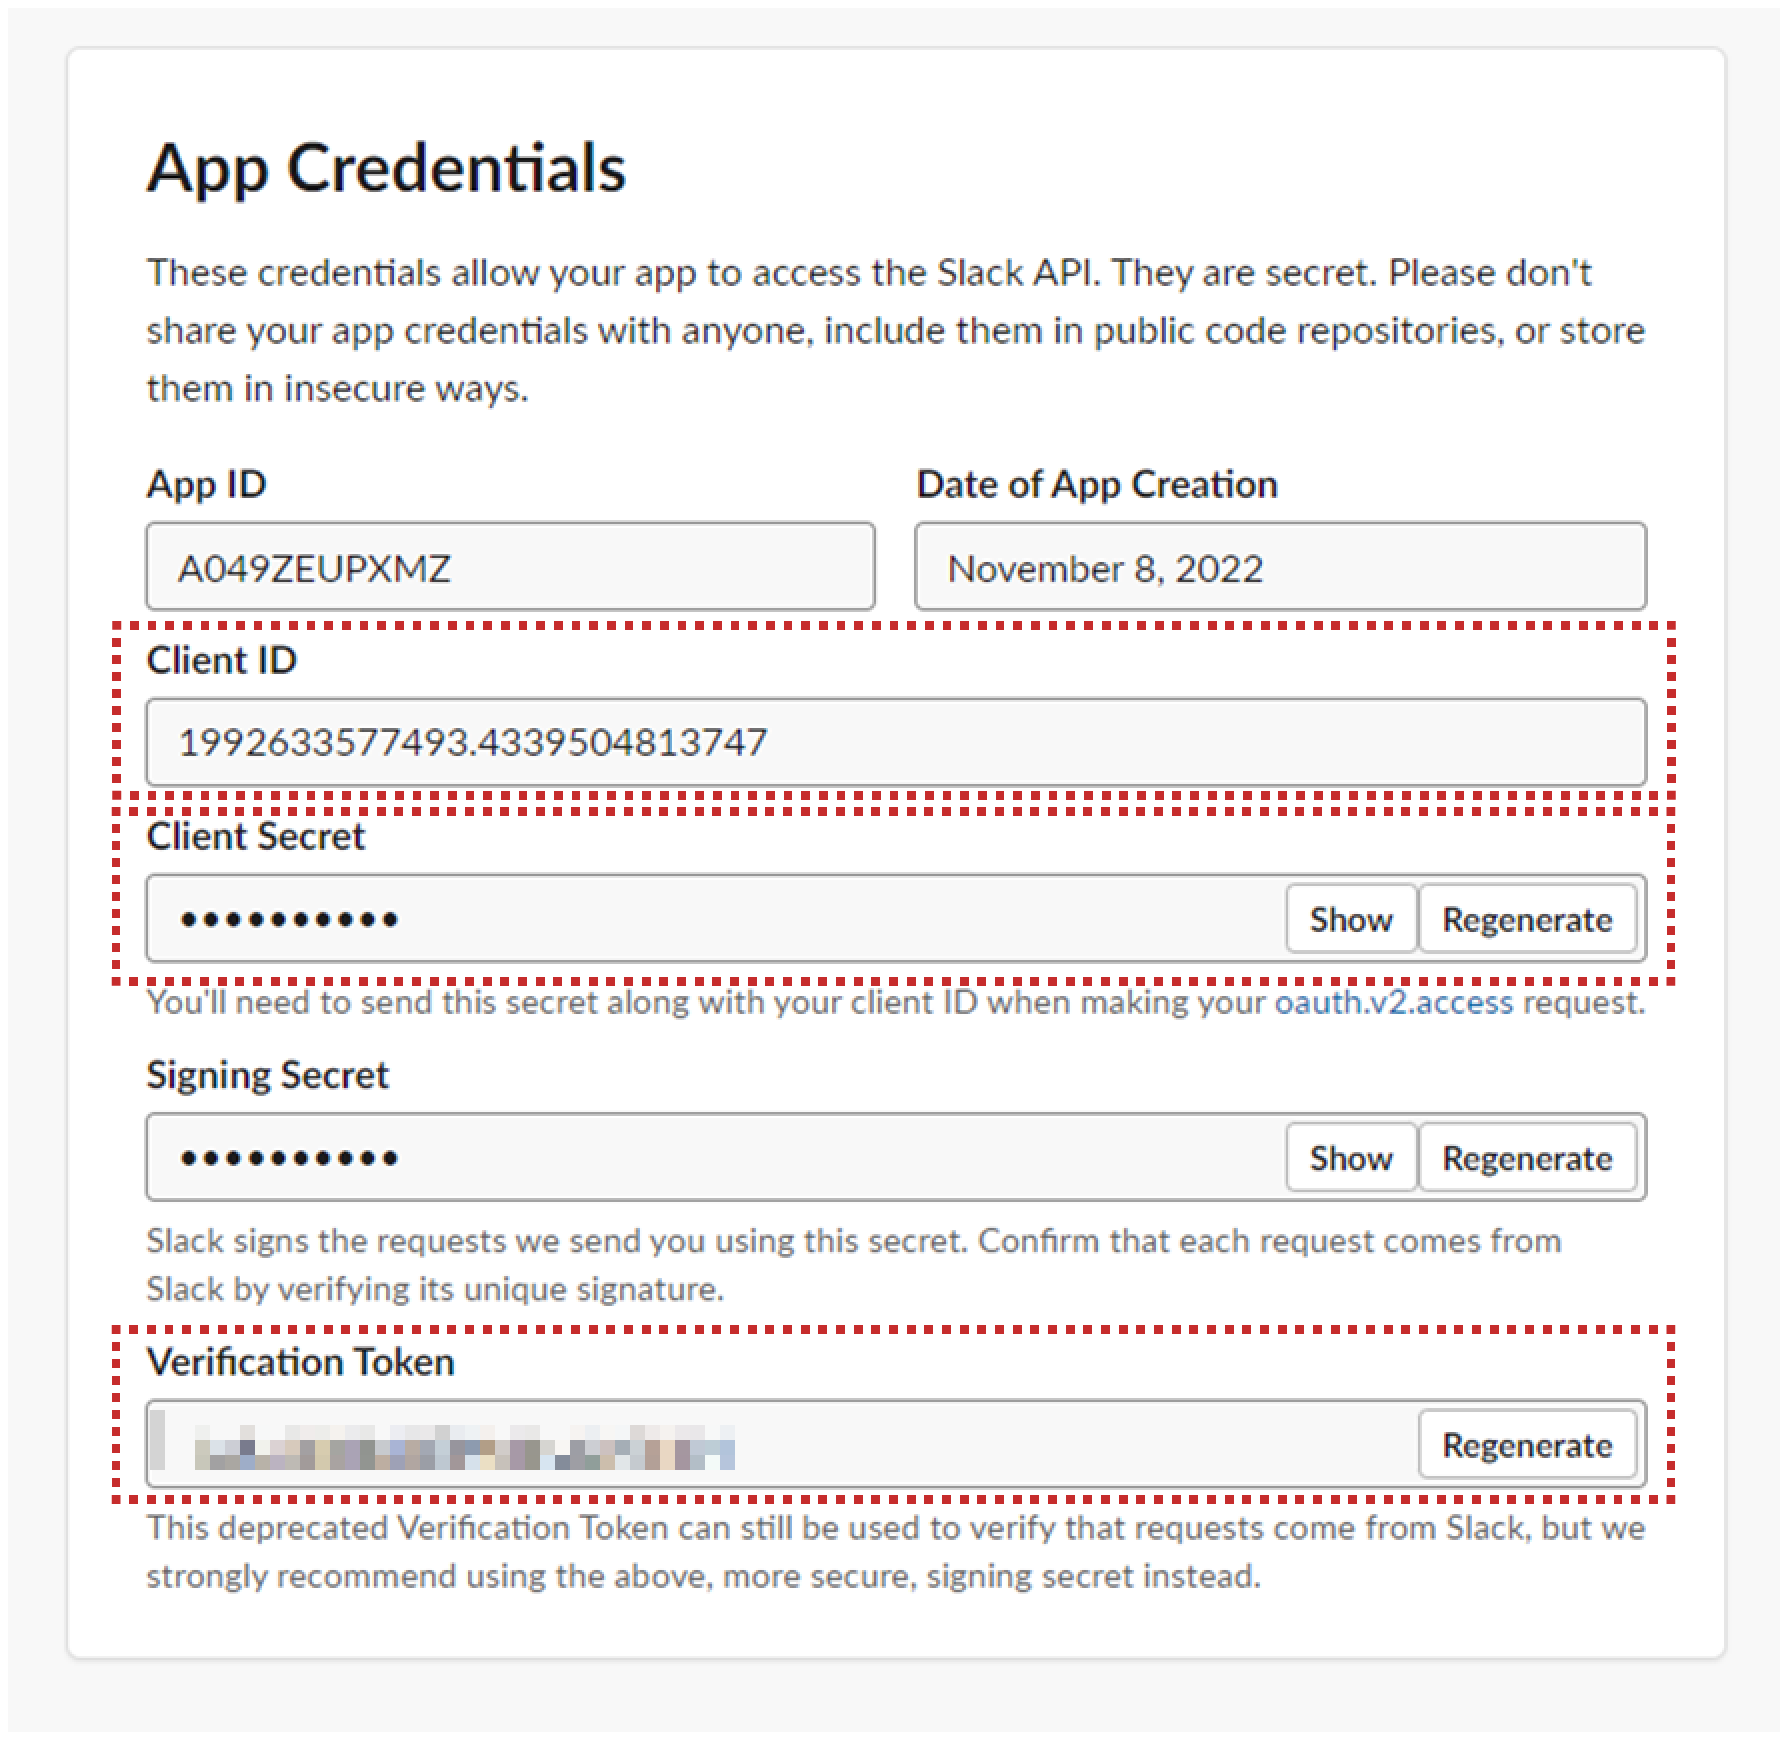 App Credentials
These credentials allow your app to access the Slack API. They are secret. Please don't
share your app credentials with anyone, include them in public code repositories, or store
them in insecure ways.
App ID
Date of App Creation
A049ZEUPXMZ
November 8, 2022
Client ID
1992633577493.4339504813747
Client Secret
••••••••••
Show
Regenerate
You'll need to send this secret along with your client ID when making your oauth.v2.access request.
Signing Secret
••••••••••
Show
Regenerate
Slack signs the requests we send you using this secret. Confirm that each request comes from
Slack by verifying its unique signature.
Verification Token
Regenerate
This deprecated Verification Token can still be used to verify that requests come from Slack, but we
strongly recommend using the above, more secure, signing secret instead.